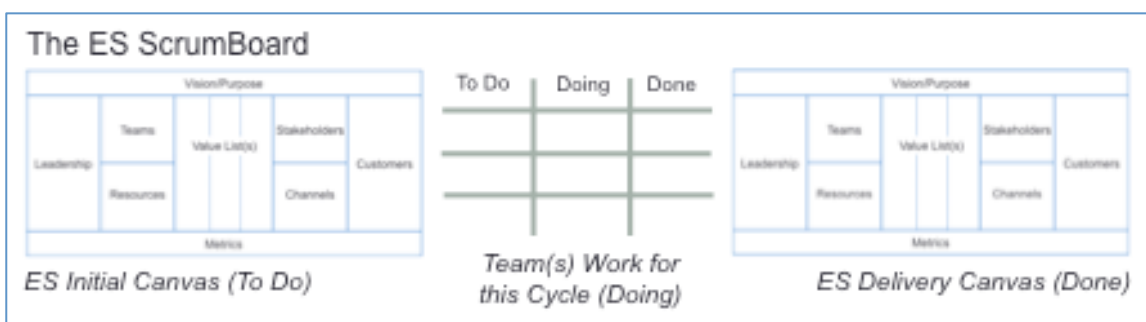 The ES ScrumBoard
Vision/Purpose
Leadership
Teams
Resources
Value List(s)
Stakeholders
Channels
Customers
Metrics
ES Initial Canvas (To Do)
To Do Doing Done
Team(s) Work for
this Cycle (Doing)
Vision/Purpose
Leadership
Teams
Resources
Value List(s)
Stakeholders
Channels
Customers
Metrics
ES Delivery Canvas (Done)